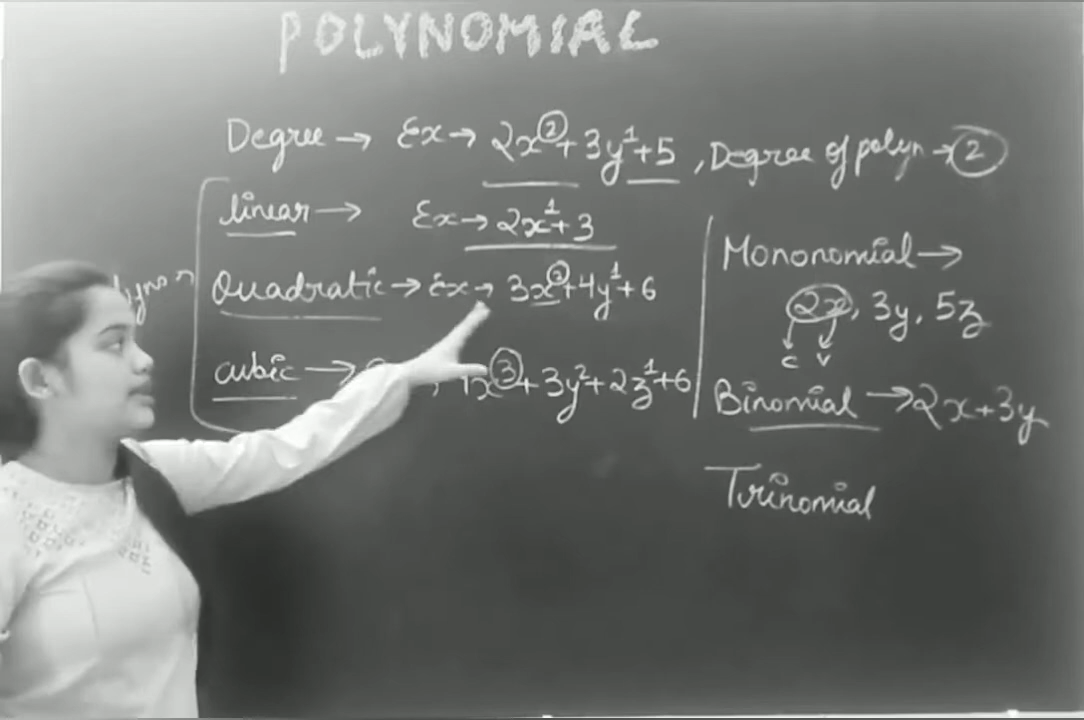 POLYNOMIAL
Degree → Ex → 2x² + 3y¹ + 5 , Degree of polyn → 2
linear → Ex → 2x¹ + 3
Quadratic → Ex → 3x² + 4y¹ + 6
cubic → x³ + 3y² + 2z¹ + 6
Mononomial →
2x, 3y, 5z
c v
Binomial → 2x + 3y
Trinomial